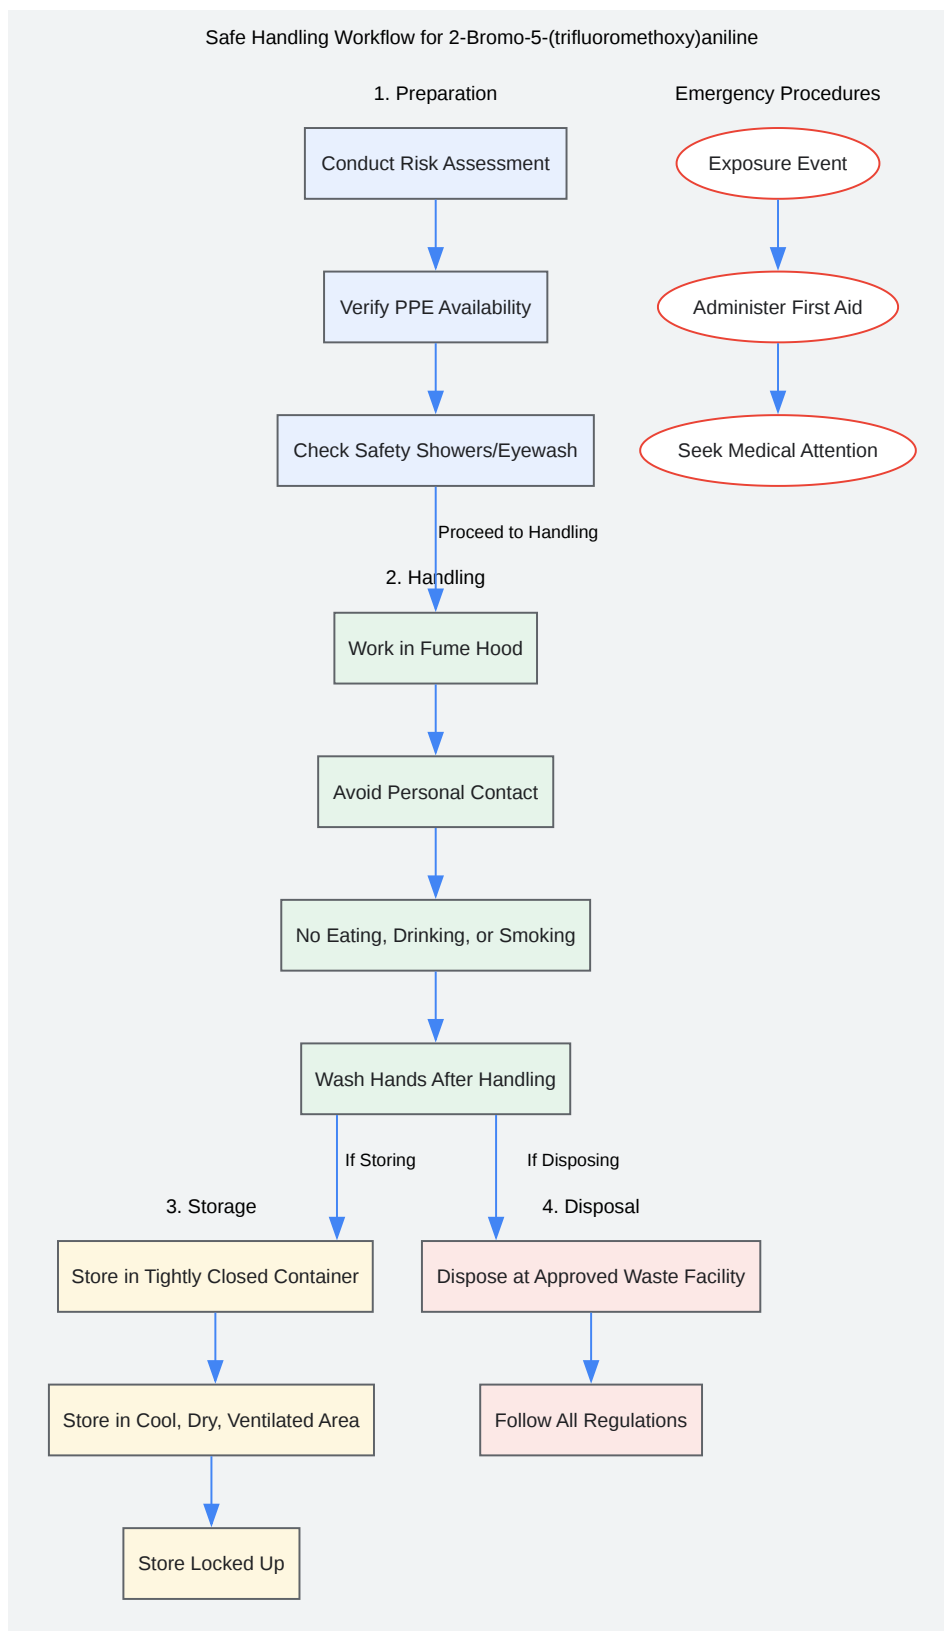 Safe Handling Workflow for 2-Bromo-5-(trifluoromethoxy)aniline
1. Preparation
Conduct Risk Assessment
Verify PPE Availability
Check Safety Showers/Eyewash
Proceed to Handling
Emergency Procedures
Exposure Event
Administer First Aid
Seek Medical Attention
2. Handling
Work in Fume Hood
Avoid Personal Contact
No Eating, Drinking, or Smoking
Wash Hands After Handling
If Storing
If Disposing
3. Storage
Store in Tightly Closed Container
Store in Cool, Dry, Ventilated Area
Store Locked Up
4. Disposal
Dispose at Approved Waste Facility
Follow All Regulations